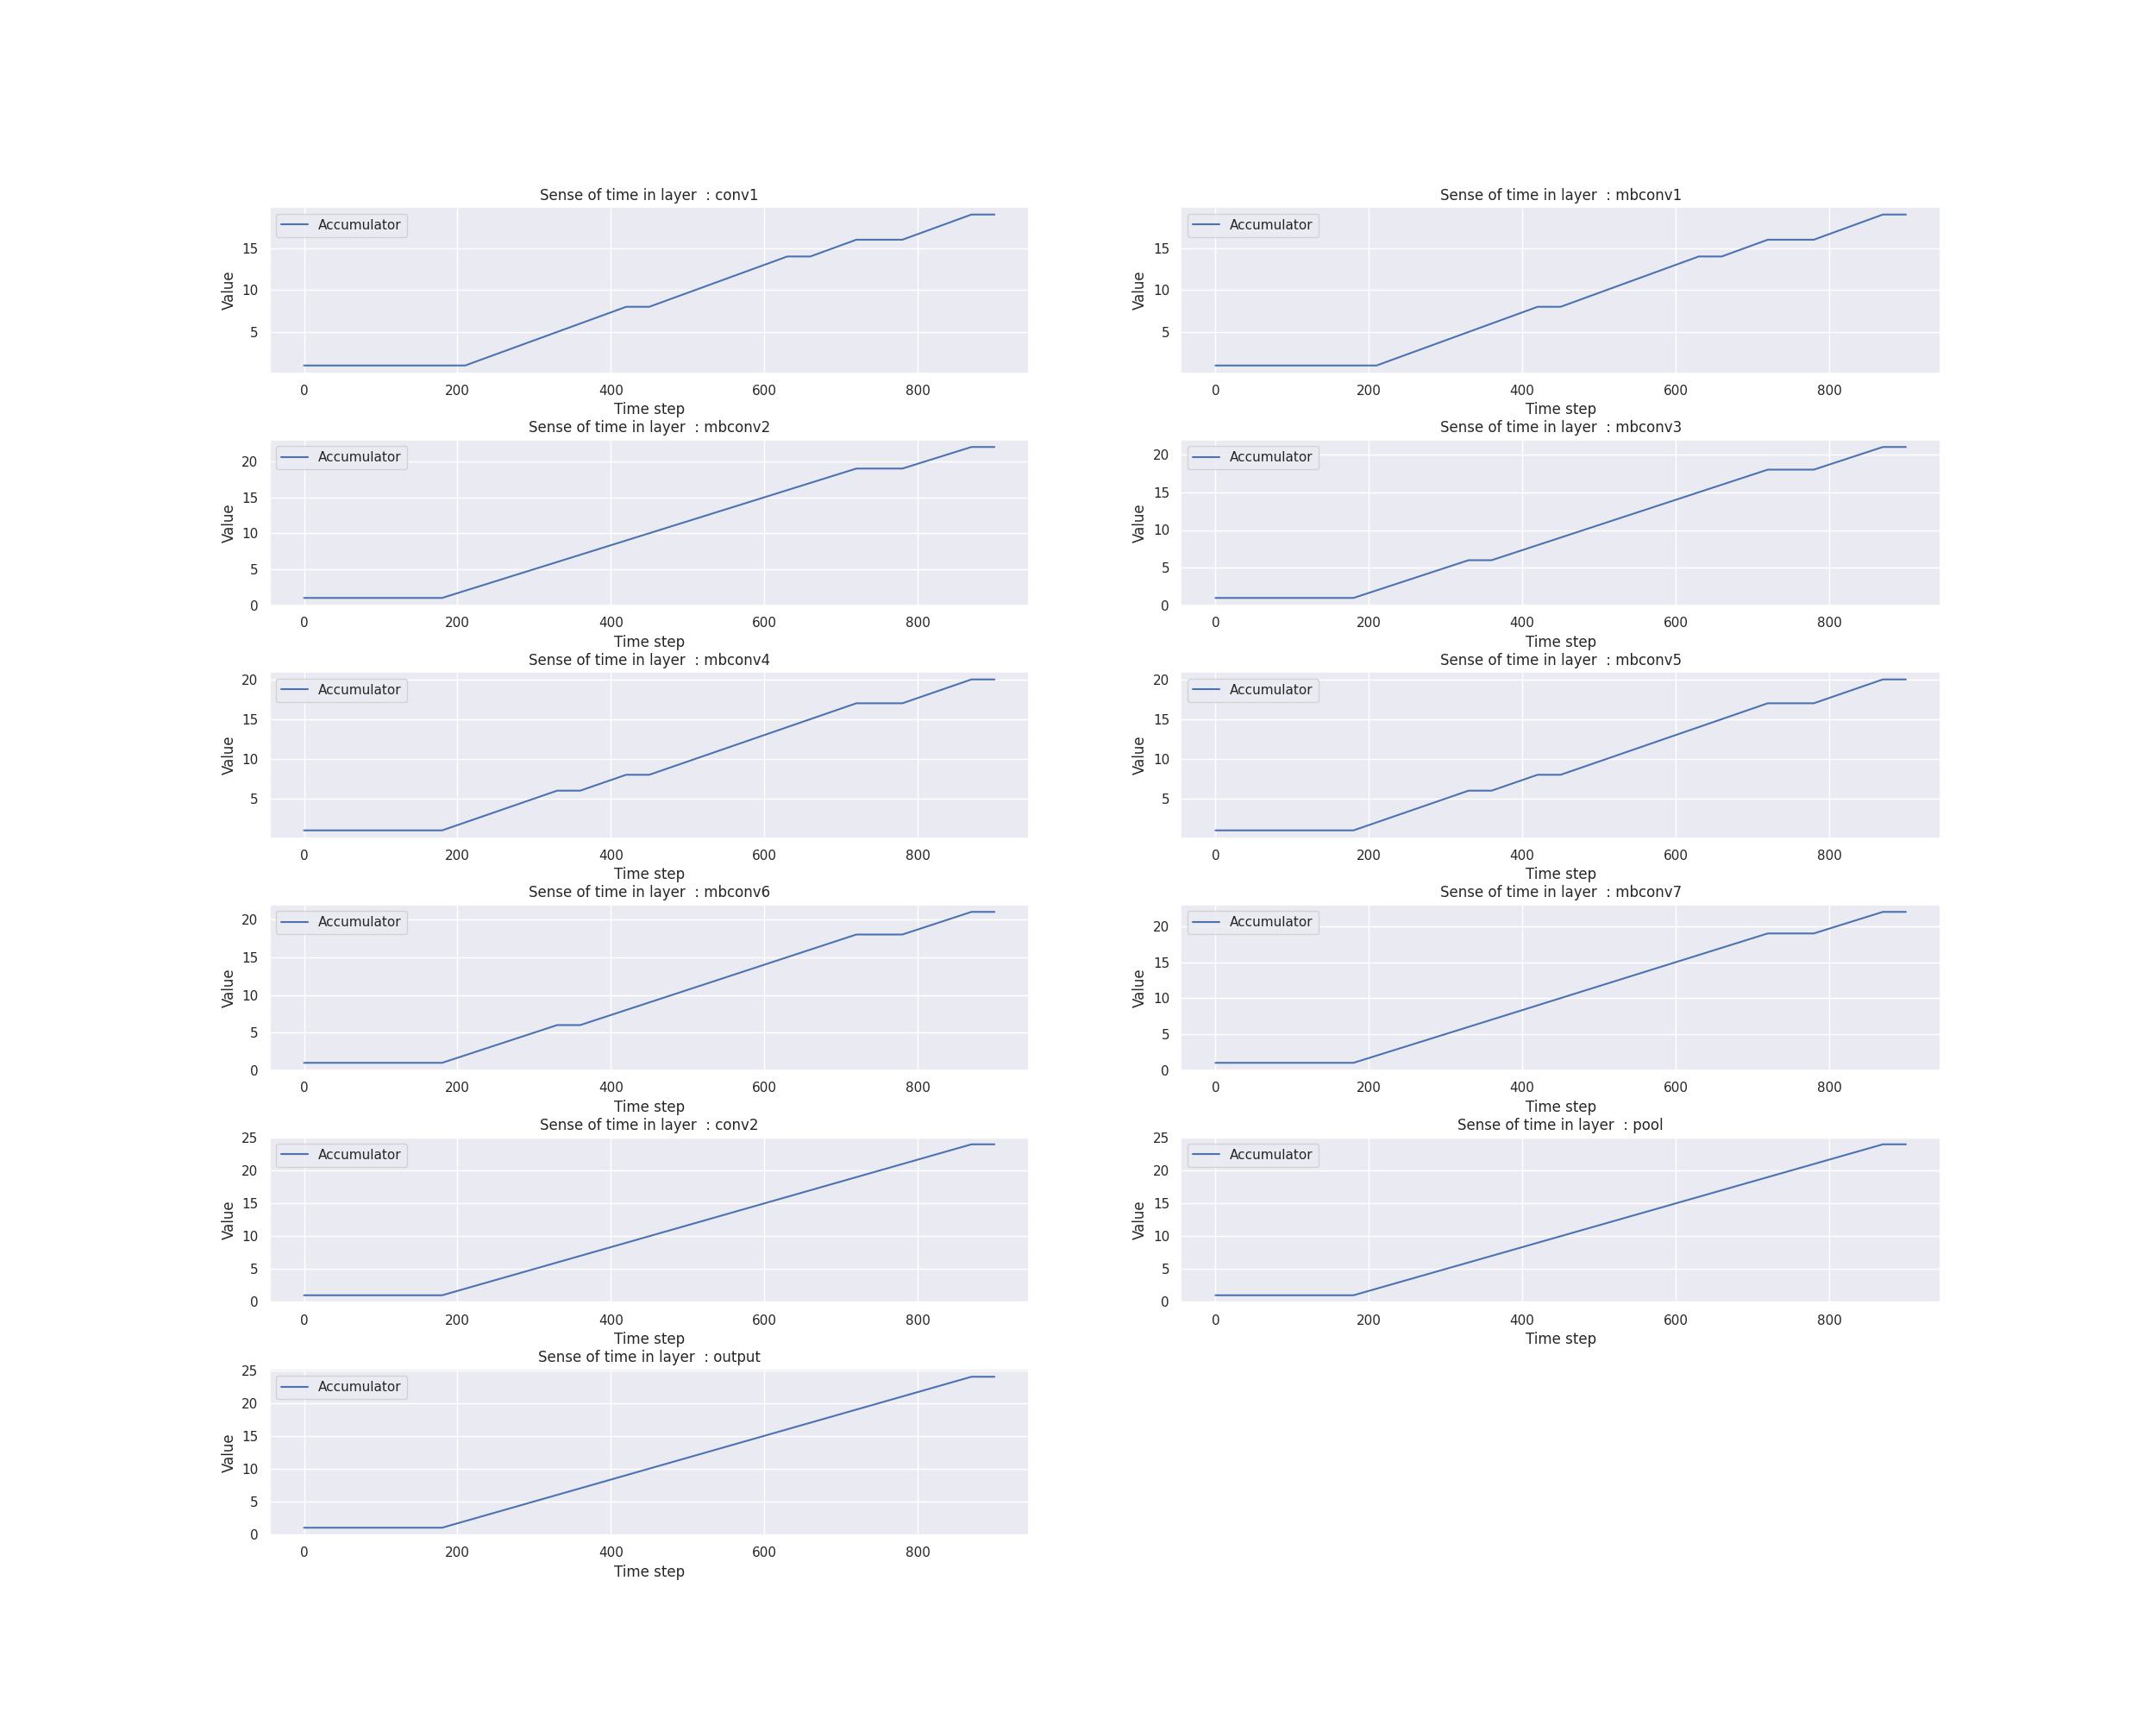 Sense of time in layer  : conv1
Accumulator
Value
15
10
5
0 200 400 600 800
Time step
Sense of time in layer  : mbconv1
Accumulator
Value
15
10
5
0 200 400 600 800
Time step
Sense of time in layer  : mbconv2
Accumulator
Value
20
15
10
5
0
0 200 400 600 800
Time step
Sense of time in layer  : mbconv3
Accumulator
Value
20
15
10
5
0
0 200 400 600 800
Time step
Sense of time in layer  : mbconv4
Accumulator
Value
20
15
10
5
0 200 400 600 800
Time step
Sense of time in layer  : mbconv5
Accumulator
Value
20
15
10
5
0 200 400 600 800
Time step
Sense of time in layer  : mbconv6
Accumulator
Value
20
15
10
5
0
0 200 400 600 800
Time step
Sense of time in layer  : mbconv7
Accumulator
Value
20
15
10
5
0
0 200 400 600 800
Time step
Sense of time in layer  : conv2
Accumulator
Value
25
20
15
10
5
0
0 200 400 600 800
Time step
Sense of time in layer  : pool
Accumulator
Value
25
20
15
10
5
0
0 200 400 600 800
Time step
Sense of time in layer  : output
Accumulator
Value
25
20
15
10
5
0
0 200 400 600 800
Time step